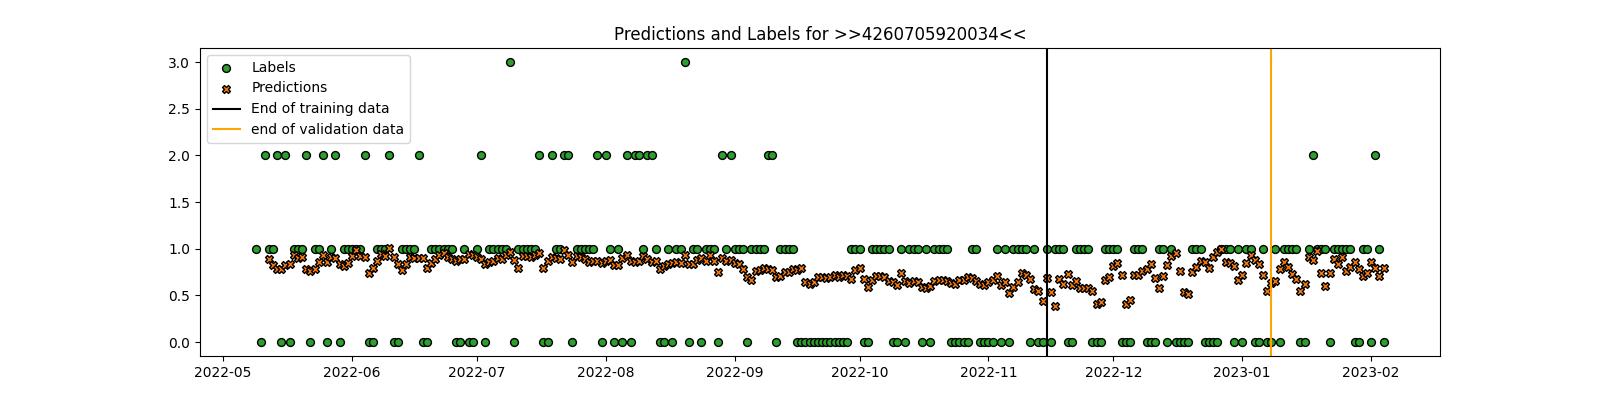 Predictions and Labels for >>4260705920034<<
Labels
Predictions
End of training data
end of validation data
3.0
2.5
2.0
1.5
1.0
0.5
0.0
2022-05 2022-06 2022-07 2022-08 2022-09 2022-10 2022-11 2022-12 2023-01 2023-02